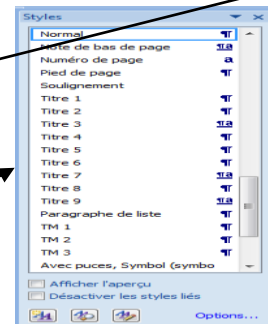 Styles
Normal ¶
Note de bas de page ¶a
Numéro de page a
Pied de page ¶
Soulignement
Titre 1 ¶
Titre 2 ¶
Titre 3 ¶
Titre 4 ¶
Titre 5 ¶
Titre 6 ¶
Titre 7 ¶a
Titre 8 ¶
Titre 9 ¶a
Paragraphe de liste ¶
TM 1 ¶
TM 2 ¶
TM 3 ¶
Avec puces, Symbol (symbo
Afficher l'aperçu
Désactiver les styles liés
Options...